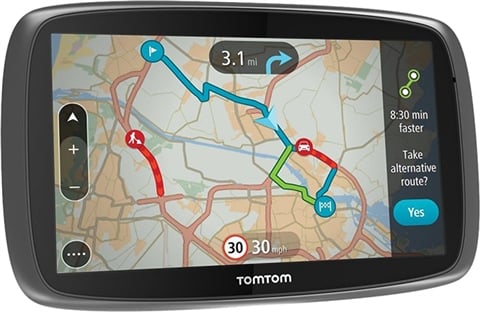 3.1 mi
8:30 min
faster
Take
alternative
route?
Yes
+
−
30
30 mph
TOMTOM